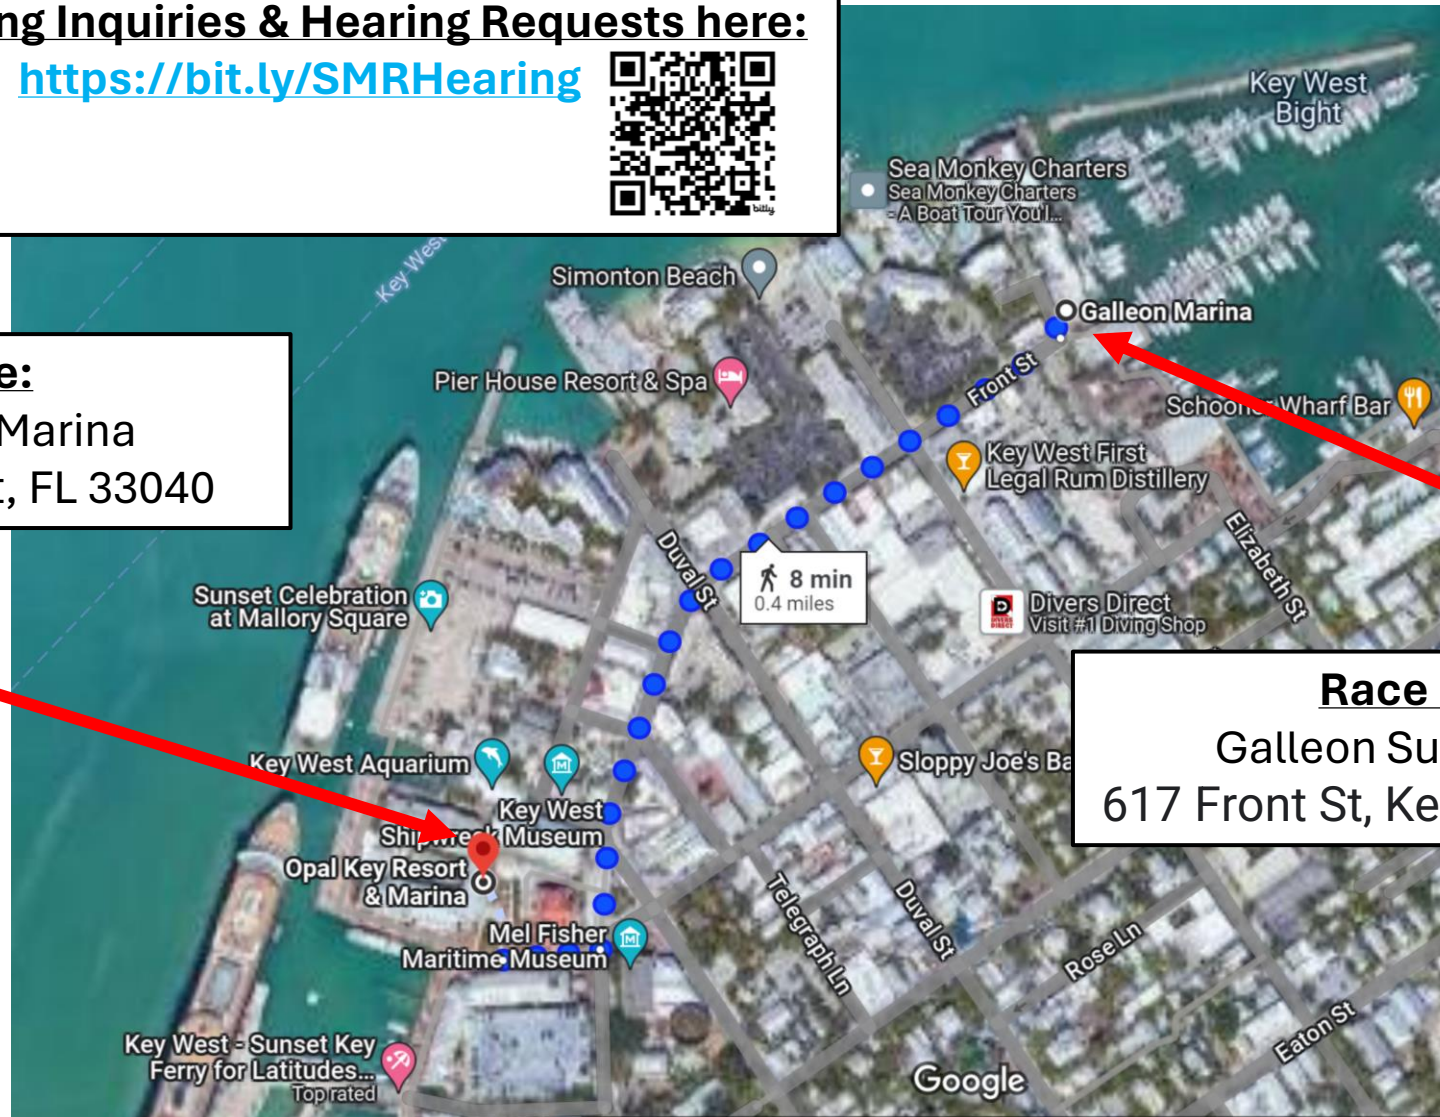 ng Inquiries & Hearing Requests here:
https://bit.ly/SMRHearing
bitly
Key West
Bight
Sea Monkey Charters
Sea Monkey Charters
- A Boat Tour You'l...
Key West
Simonton Beach
Galleon Marina
e:
Marina
t, FL 33040
Pier House Resort & Spa
Front St
Schooner Wharf Bar
Key West First
Legal Rum Distillery
Duval St
Elizabeth St
8 min
0.4 miles
Sunset Celebration
at Mallory Square
Divers Direct
Visit #1 Diving Shop
D
DIVERS
DIRECT
Race
Galleon Su
617 Front St, Ke
Key West Aquarium
Sloppy Joe's Ba
Key West
Shipwreck Museum
Opal Key Resort
& Marina
Mel Fisher
Maritime Museum
Telegraph Ln
Duval St
Rose Ln
Eaton St
Key West - Sunset Key
Ferry for Latitudes...
Top rated
Google